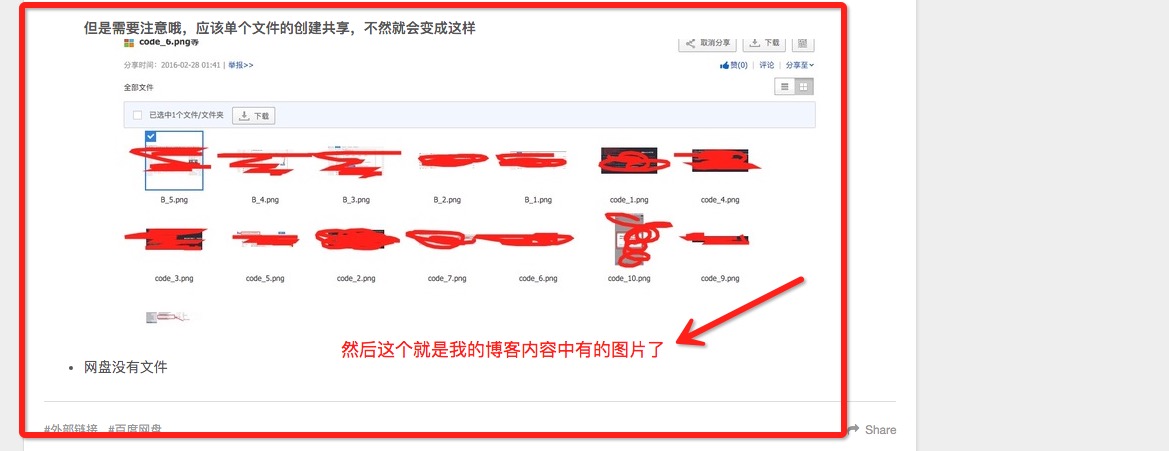 但是需要注意哦，应该单个文件的创建共享，不然就会变成这样
code_6.png等
取消分享 下载
分享时间：2016-02-28 01:41 | 举报>>
赞(0) | 评论 | 分享至
全部文件
已选中1个文件/文件夹 下载
B_5.png B_4.png B_3.png B_2.png B_1.png code_1.png code_4.png
code_3.png code_5.png code_2.png code_7.png code_6.png code_10.png code_9.png
然后这个就是我的博客内容中有的图片了
• 网盘没有文件
#外部链接 #百度网盘
Share